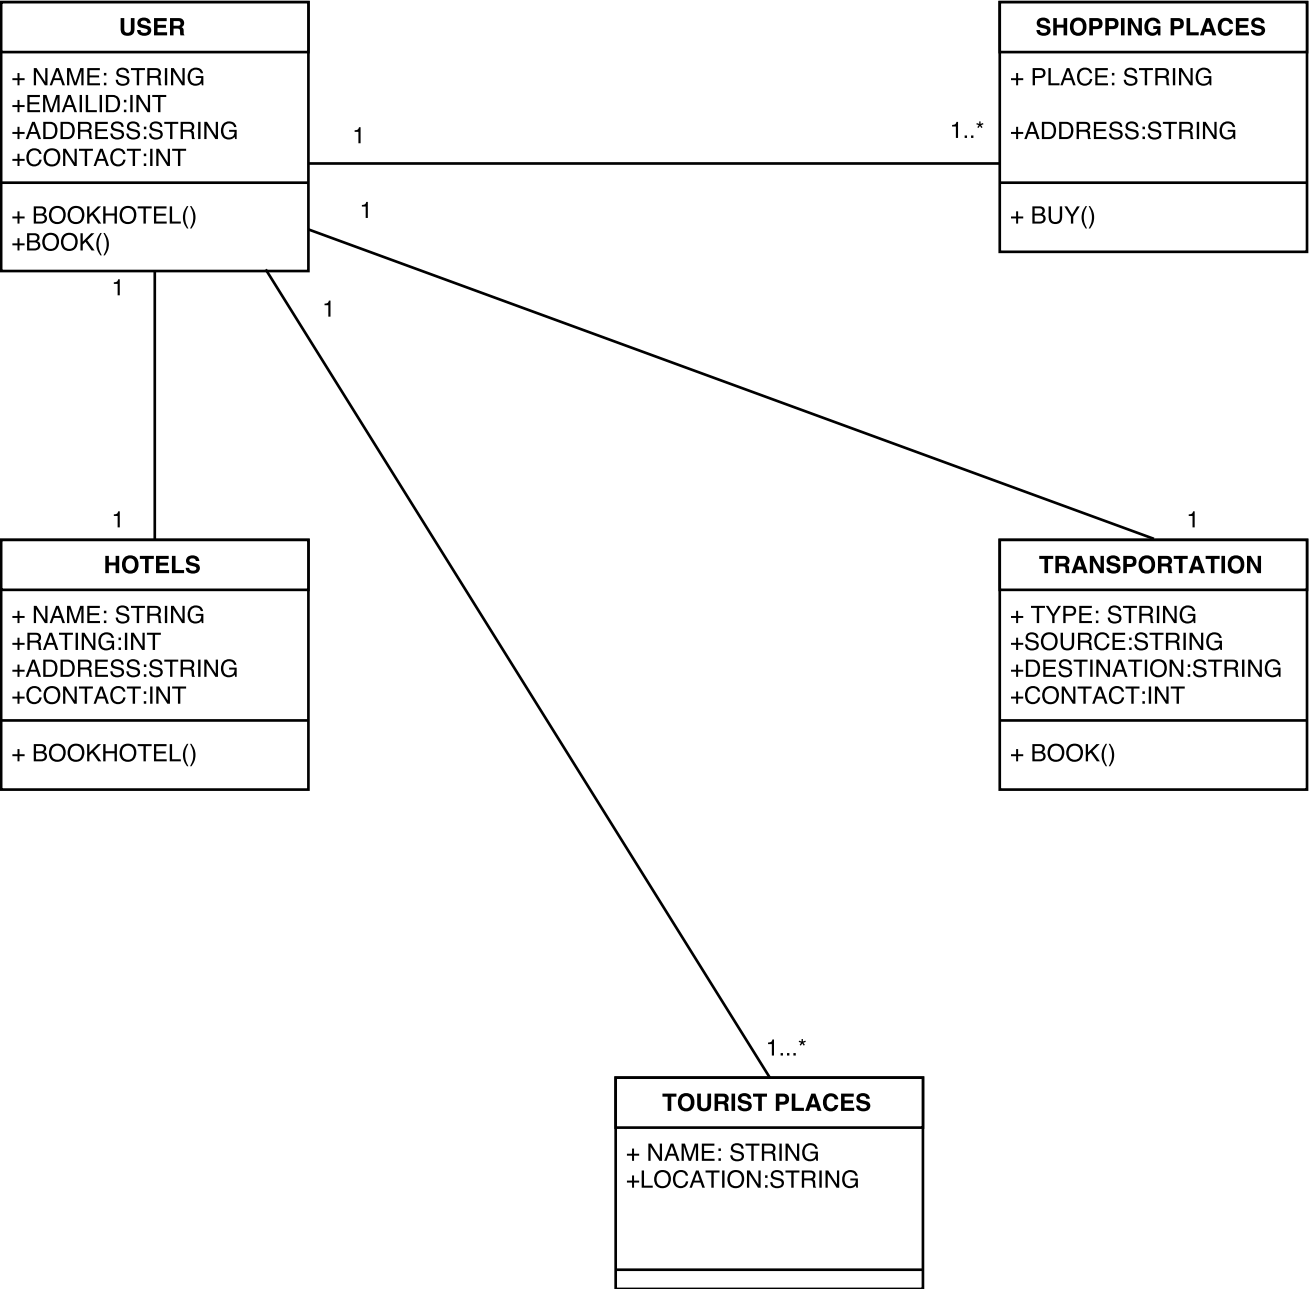 USER
+ NAME: STRING
+EMAILID:INT
+ADDRESS:STRING
+CONTACT:INT
+ BOOKHOTEL()
+BOOK()
SHOPPING PLACES
+ PLACE: STRING
+ADDRESS:STRING
+ BUY()
1
1..*
1
1
1
1
1
HOTELS
+ NAME: STRING
+RATING:INT
+ADDRESS:STRING
+CONTACT:INT
+ BOOKHOTEL()
TRANSPORTATION
+ TYPE: STRING
+SOURCE:STRING
+DESTINATION:STRING
+CONTACT:INT
+ BOOK()
1...*
TOURIST PLACES
+ NAME: STRING
+LOCATION:STRING